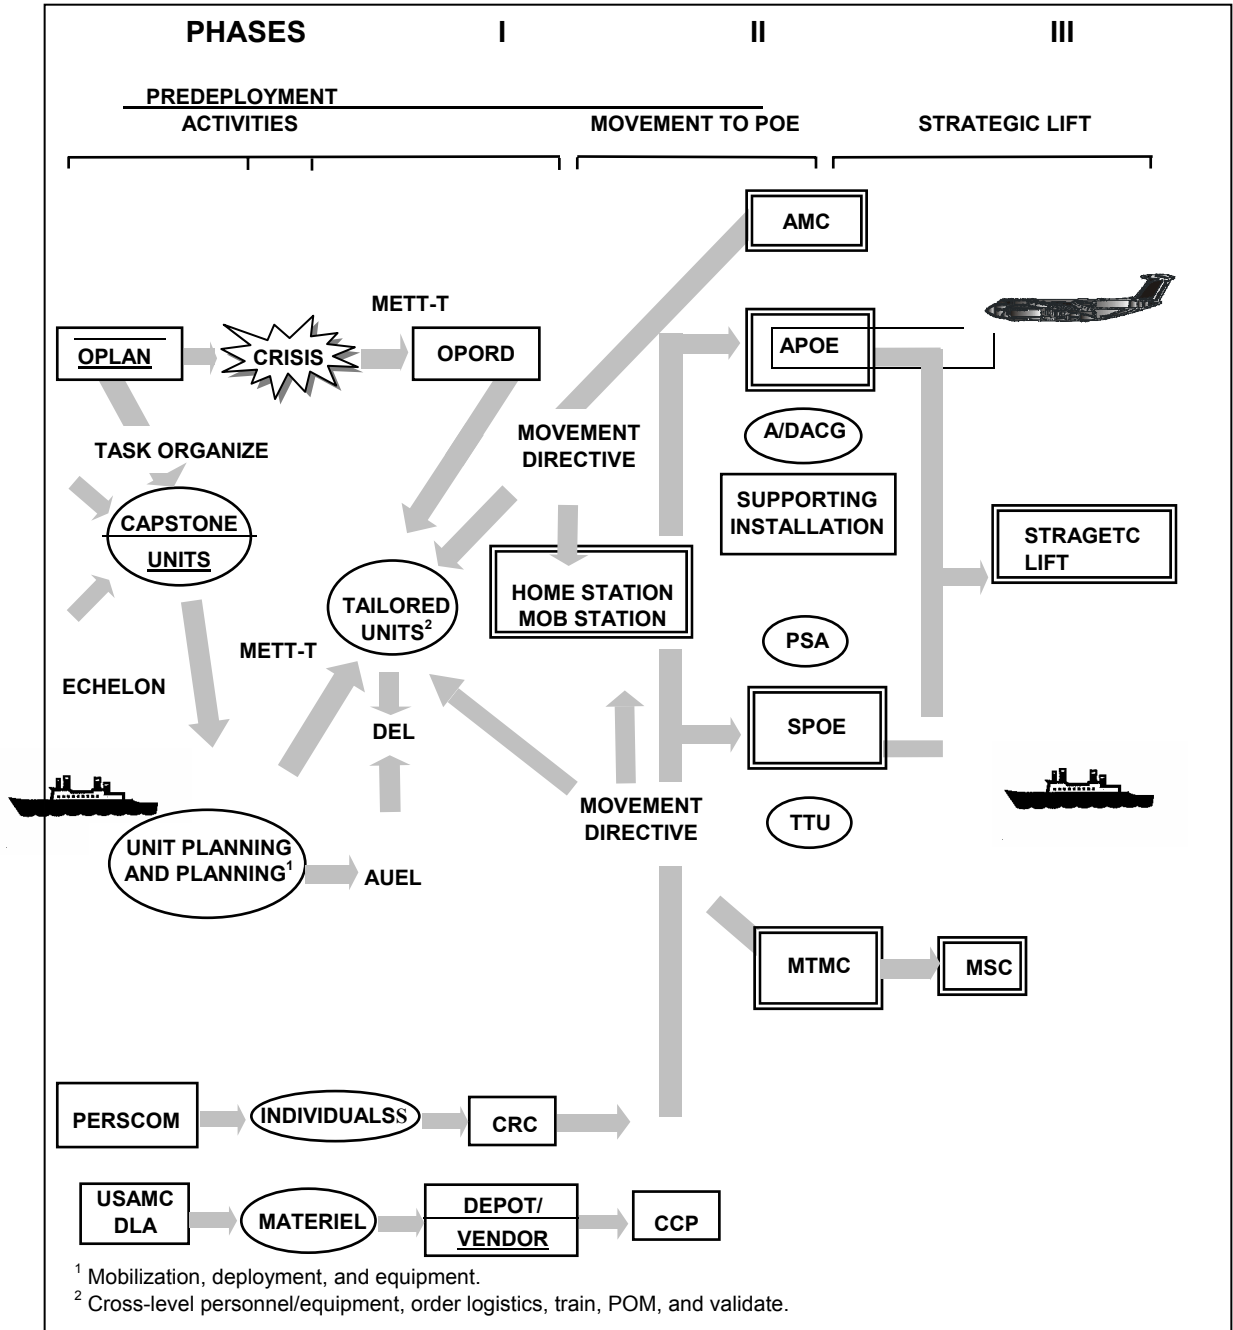 PHASES I II III
PREDEPLOYMENT
ACTIVITIES MOVEMENT TO POE STRATEGIC LIFT
AMC
METT-T
OPLAN CRISIS OPORD APOE
MOVEMENT
DIRECTIVE
A/DACG
TASK ORGANIZE
SUPPORTING
INSTALLATION
CAPSTONE
UNITS
STRAGETC
LIFT
HOME STATION
MOB STATION
TAILORED
UNITS2
METT-T
PSA
ECHELON
DEL
SPOE
MOVEMENT
DIRECTIVE
TTU
UNIT PLANNING
AND PLANNING1
AUEL
MTMC MSC
PERSCOM INDIVIDUALSS CRC
USAMC
DLA
MATERIEL
DEPOT/
VENDOR
CCP
1 Mobilization, deployment, and equipment.
2 Cross-level personnel/equipment, order logistics, train, POM, and validate.